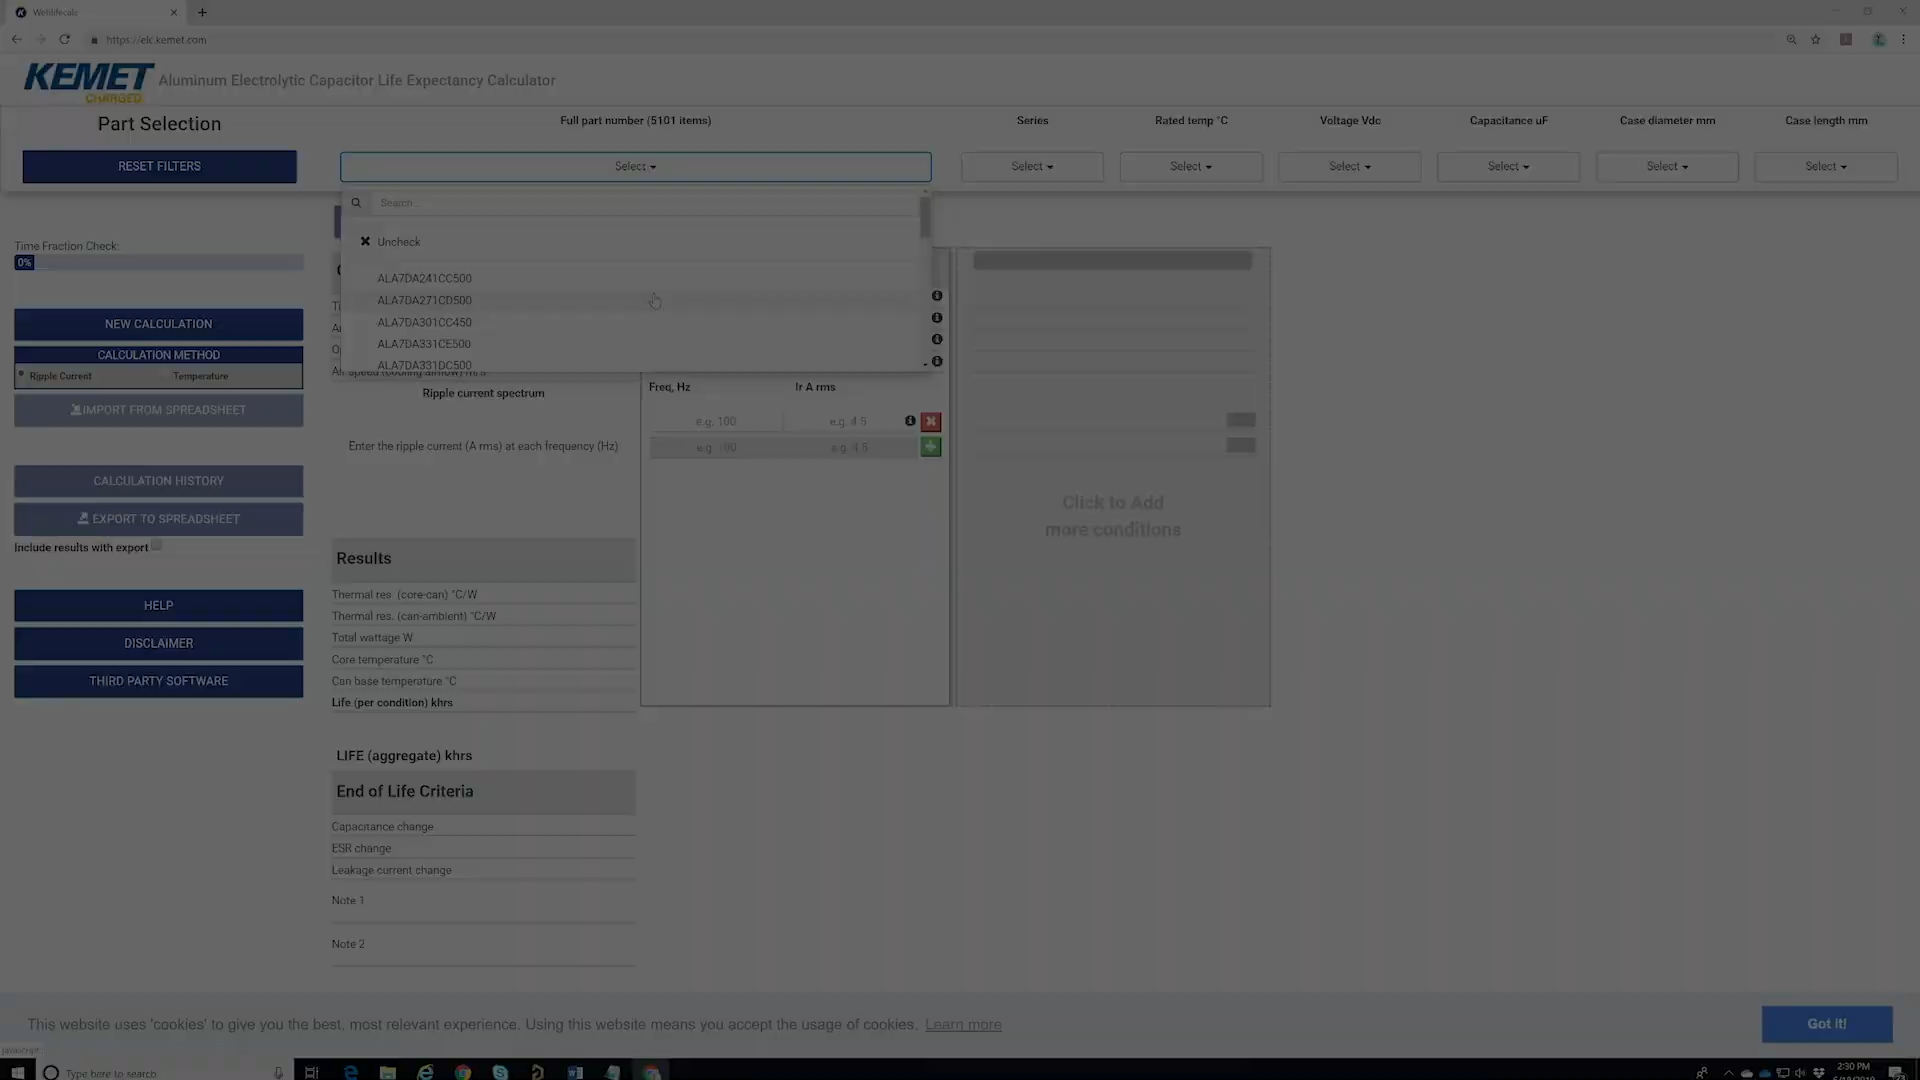 Weblifecalc
https://elc.kemet.com
KEMET
CHARGED
Aluminum Electrolytic Capacitor Life Expectancy Calculator
Part Selection
Full part number (5101 items)
Series
Rated temp °C
Voltage Vdc
Capacitance uF
Case diameter mm
Case length mm
RESET FILTERS
Select
Select
Select
Select
Select
Select
Select
Search...
Uncheck
ALA7DA241CC500
ALA7DA271CD500
ALA7DA301CC450
ALA7DA331CE500
ALA7DA331DC500
Time Fraction Check:
0%
NEW CALCULATION
CALCULATION METHOD
Ripple Current
Temperature
IMPORT FROM SPREADSHEET
CALCULATION HISTORY
EXPORT TO SPREADSHEET
Include results with export
HELP
DISCLAIMER
THIRD PARTY SOFTWARE
Air speed (cooling airflow) m/s
Ripple current spectrum
Freq, Hz
Ir A rms
e.g. 100
e.g. 4.5
Enter the ripple current (A rms) at each frequency (Hz)
e.g. 100
e.g. 4.5
Click to Add
more conditions
Results
Thermal res. (core-can) °C/W
Thermal res. (can-ambient) °C/W
Total wattage W
Core temperature °C
Can base temperature °C
Life (per condition) khrs
LIFE (aggregate) khrs
End of Life Criteria
Capacitance change
ESR change
Leakage current change
Note 1
Note 2
This website uses 'cookies' to give you the best, most relevant experience. Using this website means you accept the usage of cookies. Learn more
Got it!
Type here to search
2:30 PM